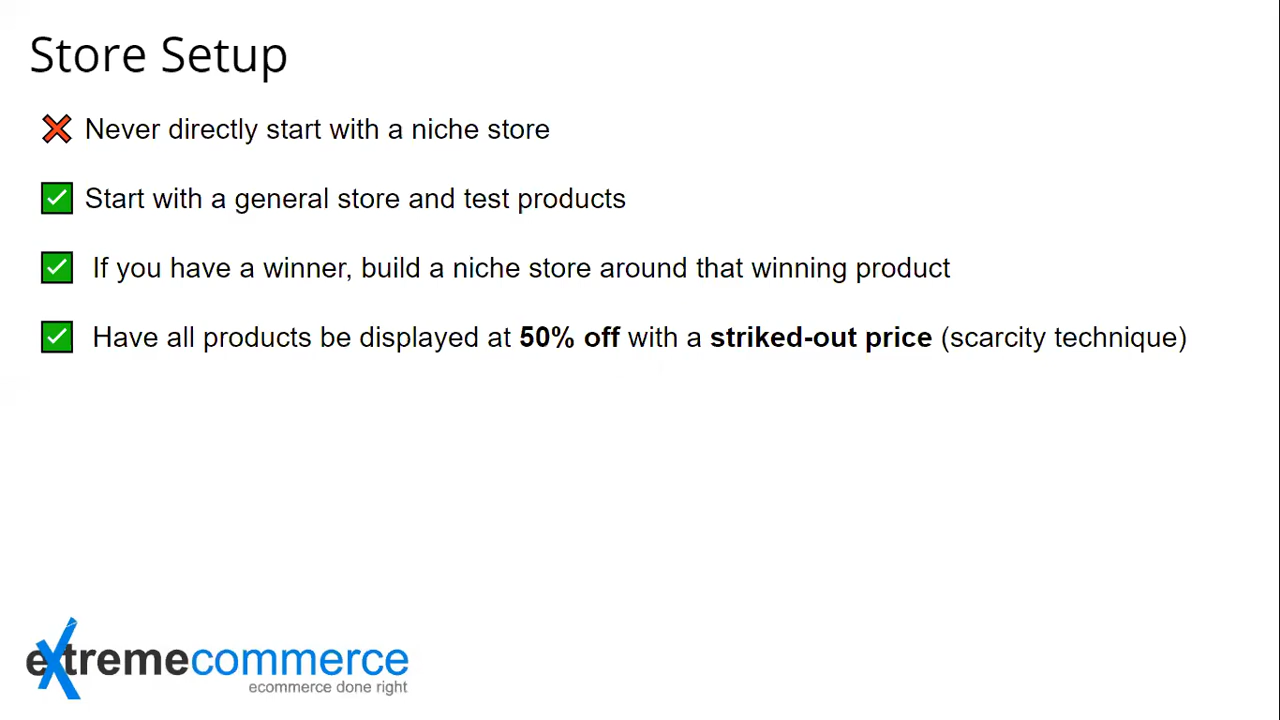 Store Setup
Never directly start with a niche store
Start with a general store and test products
If you have a winner, build a niche store around that winning product
Have all products be displayed at 50% off with a striked-out price (scarcity technique)
extremecommerce
ecommerce done right